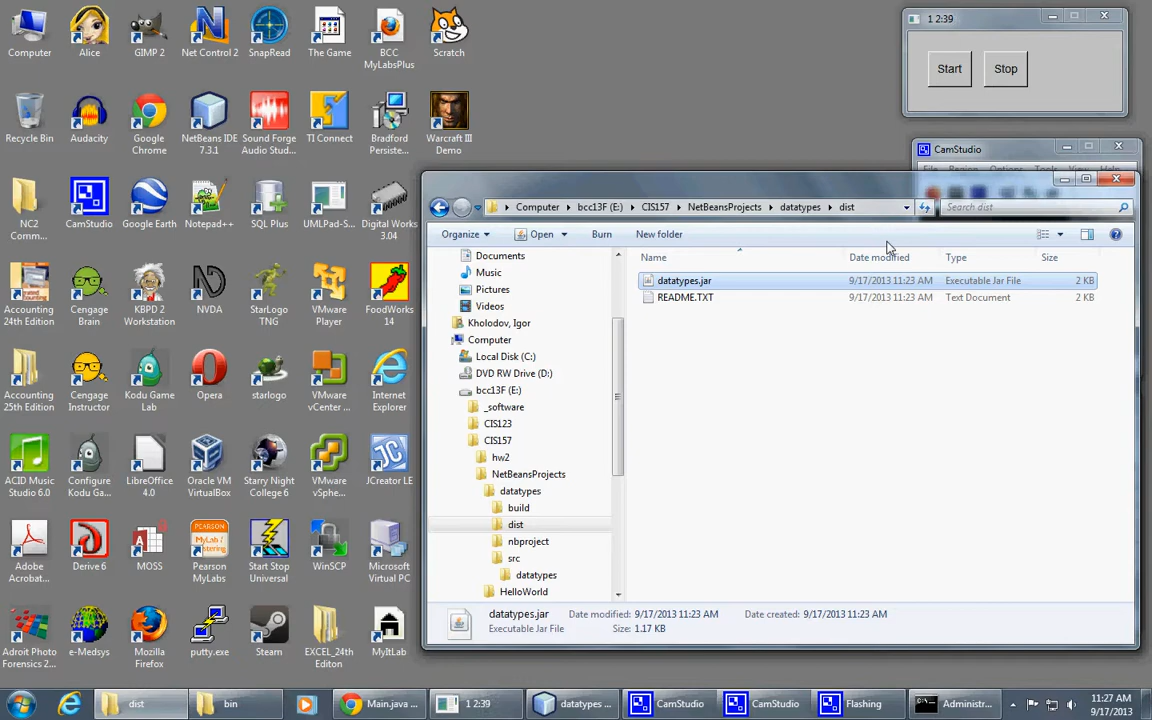 Computer
Alice
GIMP 2
Net Control 2
SnapRead
The Game
BCC
MyLabsPlus
Scratch
Recycle Bin
Audacity
Google
Chrome
NetBeans IDE
7.3.1
Sound Forge
Audio Stud...
TI Connect
Bradford
Persiste...
Warcraft III
Demo
NC2
Comm...
CamStudio
Google Earth
Notepad++
SQL Plus
UMLPad-S...
Digital Works
3.04
Accounting
24th Edition
Cengage
Brain
KBPD 2
Workstation
NVDA
StarLogo
TNG
VMware
Player
FoodWorks
14
Accounting
25th Edition
Cengage
Instructor
Kodu Game
Lab
Opera
starlogo
VMware
vCenter ...
Internet
Explorer
ACID Music
Studio 6.0
Configure
Kodu Ga...
LibreOffice
4.0
Oracle VM
VirtualBox
Starry Night
College 6
VMware
vSphe...
JCreator LE
Adobe
Acrobat...
Derive 6
MOSS
PEARSON
Pearson
MyLabs
Start Stop
Universal
WinSCP
Microsoft
Virtual PC
Adroit Photo
Forensics 2...
e-Medsys
Mozilla
Firefox
putty.exe
Steam
EXCEL_24th
Editon
MyItLab
1 2:39
Start
Stop
CamStudio
Computer
bcc13F (E:)
CIS157
NetBeansProjects
datatypes
dist
Search dist
Organize
Open
Burn
New folder
Documents
Music
Pictures
Videos
Kholodov, Igor
Computer
Local Disk (C:)
DVD RW Drive (D:)
bcc13F (E:)
_software
CIS123
CIS157
hw2
NetBeansProjects
datatypes
build
dist
nbproject
src
datatypes
HelloWorld
Name
Date modified
Type
Size
datatypes.jar
9/17/2013 11:23 AM
Executable Jar File
2 KB
README.TXT
9/17/2013 11:23 AM
Text Document
2 KB
datatypes.jar
Date modified: 9/17/2013 11:23 AM
Date created: 9/17/2013 11:23 AM
Executable Jar File
Size: 1.17 KB
dist
bin
Main.java ...
1 2:39
datatypes ...
CamStudio
CamStudio
Flashing
Administr...
11:27 AM
9/17/2013